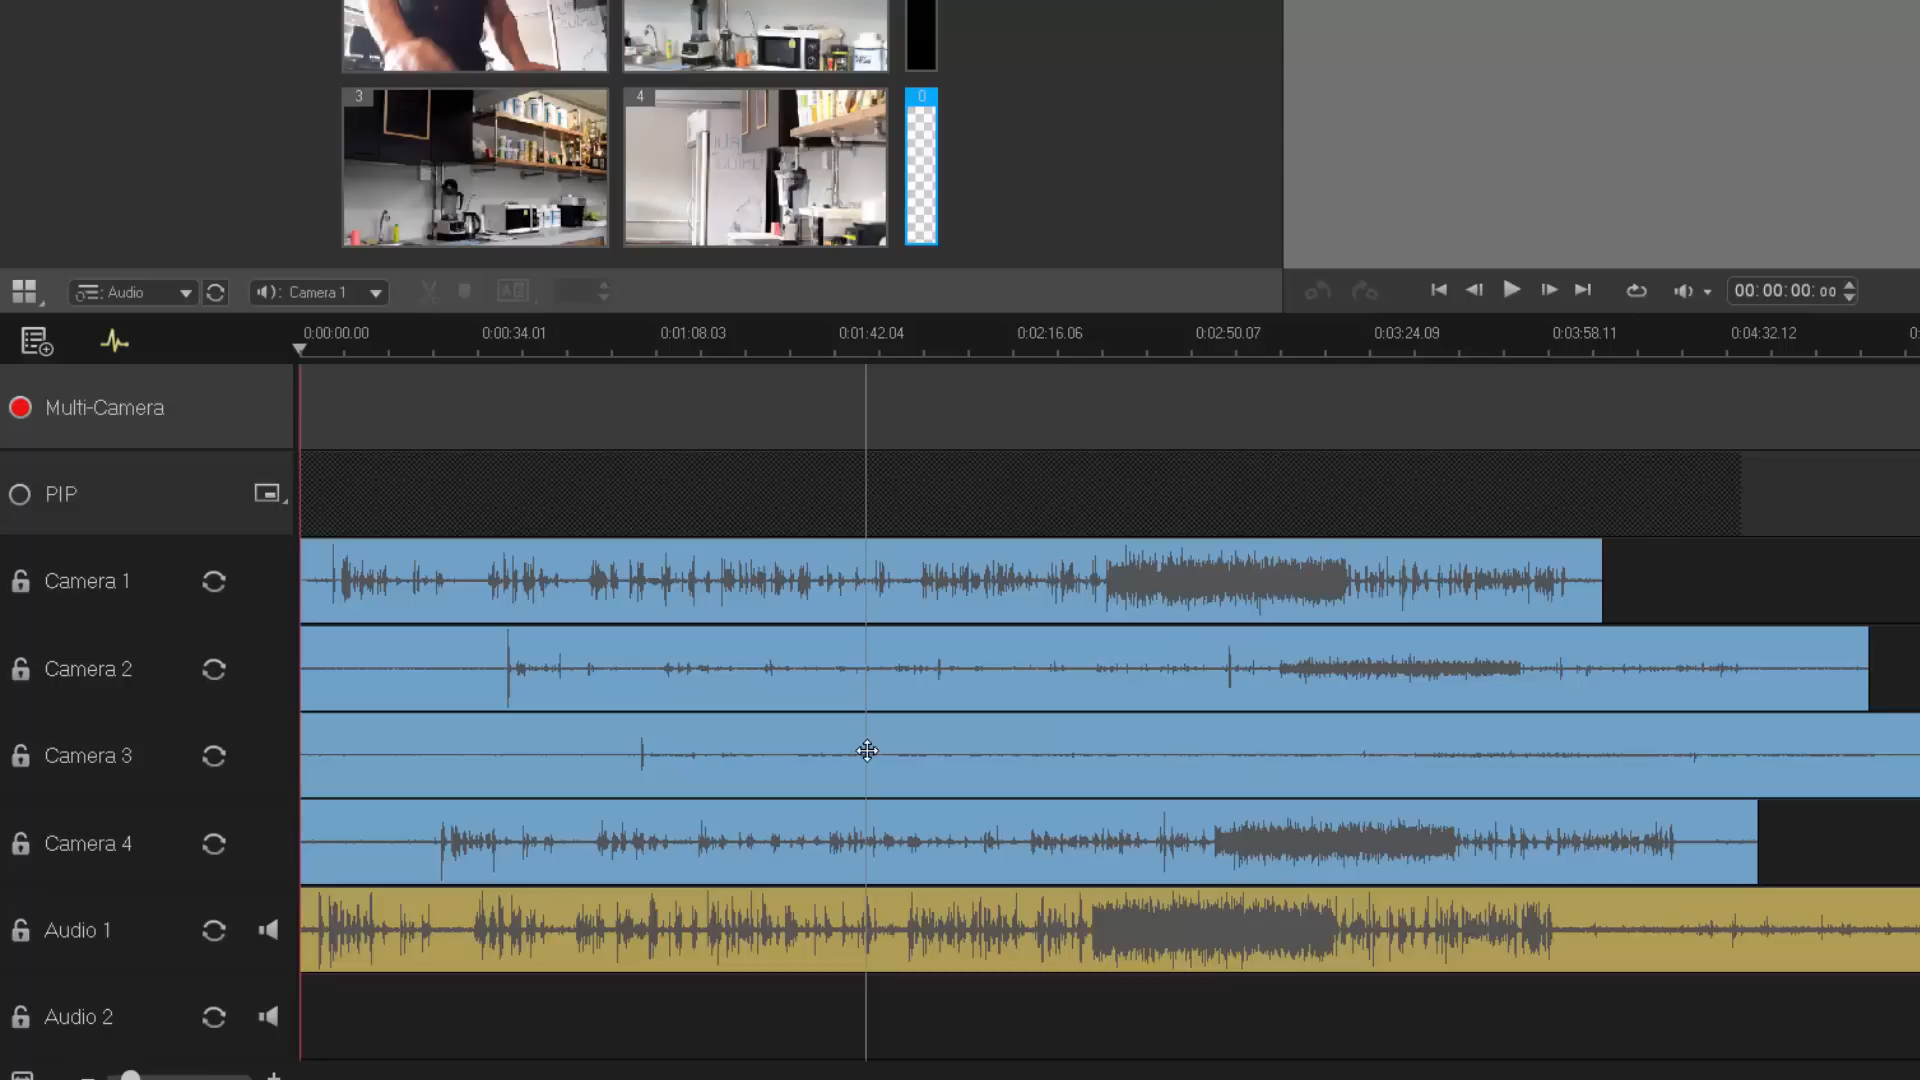 3
4
0
: Audio
: Camera 1
00:00:00: 00
0:00:00.00 0:00:34.01 0:01:08.03 0:01:42.04 0:02:16.06 0:02:50.07 0:03:24.09 0:03:58.11 0:04:32.12
Multi-Camera
PIP
Camera 1
Camera 2
Camera 3
Camera 4
Audio 1
Audio 2